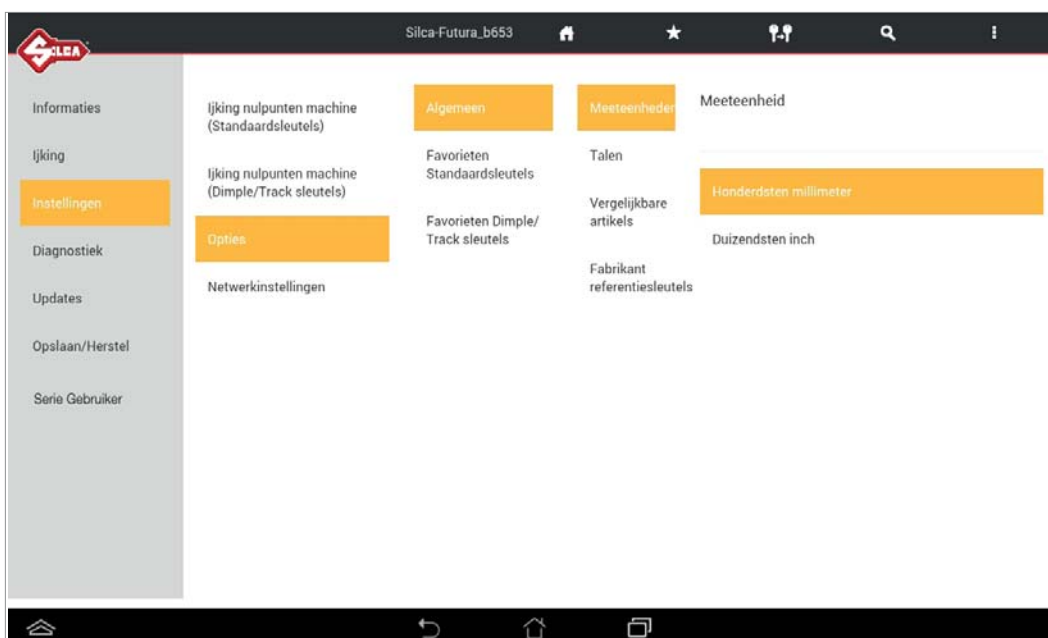 Silca-Futura_b653
SILCA
Informaties
Ijking
Instellingen
Diagnostiek
Updates
Opslaan/Herstel
Serie Gebruiker
Ijking nulpunten machine
(Standaardsleutels)
Ijking nulpunten machine
(Dimple/Track sleutels)
Opties
Netwerkinstellingen
Algemeen
Favorieten
Standaardsleutels
Favorieten Dimple/
Track sleutels
Meeteenheden
Talen
Vergelijkbare
artikels
Fabrikant
referentiesleutels
Meeteenheid
Honderdsten millimeter
Duizendsten inch